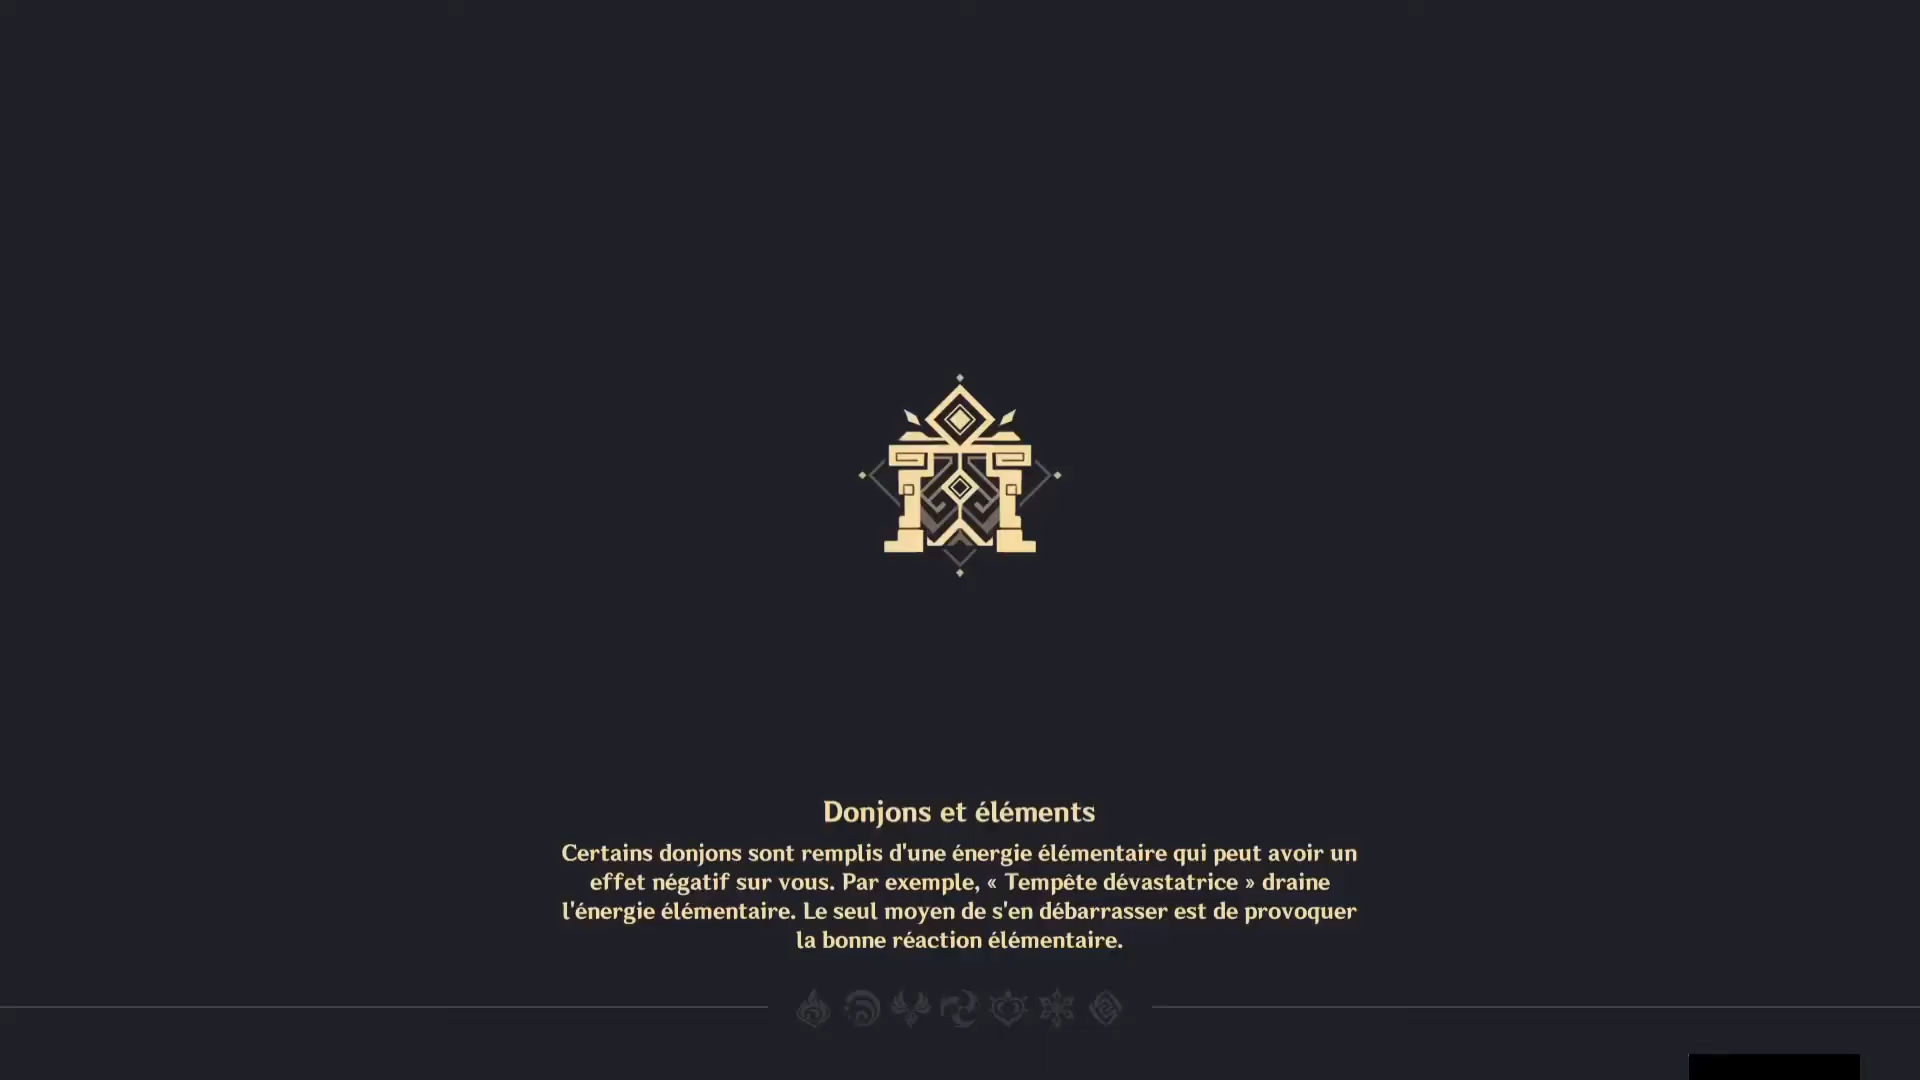 Donjons et éléments
Certains donjons sont remplis d'une énergie élémentaire qui peut avoir un
effet négatif sur vous. Par exemple, « Tempête dévastatrice » draine
l'énergie élémentaire. Le seul moyen de s'en débarrasser est de provoquer
la bonne réaction élémentaire.